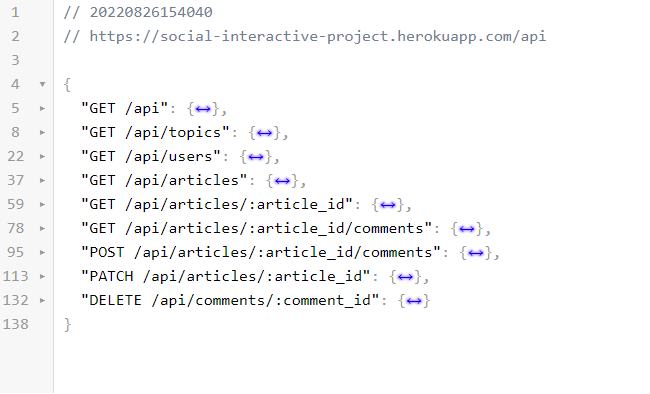 1 // 20220826154040
2 // https://social-interactive-project.herokuapp.com/api
3
4 ▾ {
5 ▸ "GET /api": {↔},
8 ▸ "GET /api/topics": {↔},
22 ▸ "GET /api/users": {↔},
37 ▸ "GET /api/articles": {↔},
59 ▸ "GET /api/articles/:article_id": {↔},
78 ▸ "GET /api/articles/:article_id/comments": {↔},
95 ▸ "POST /api/articles/:article_id/comments": {↔},
113 ▸ "PATCH /api/articles/:article_id": {↔},
132 ▸ "DELETE /api/comments/:comment_id": {↔}
138 }